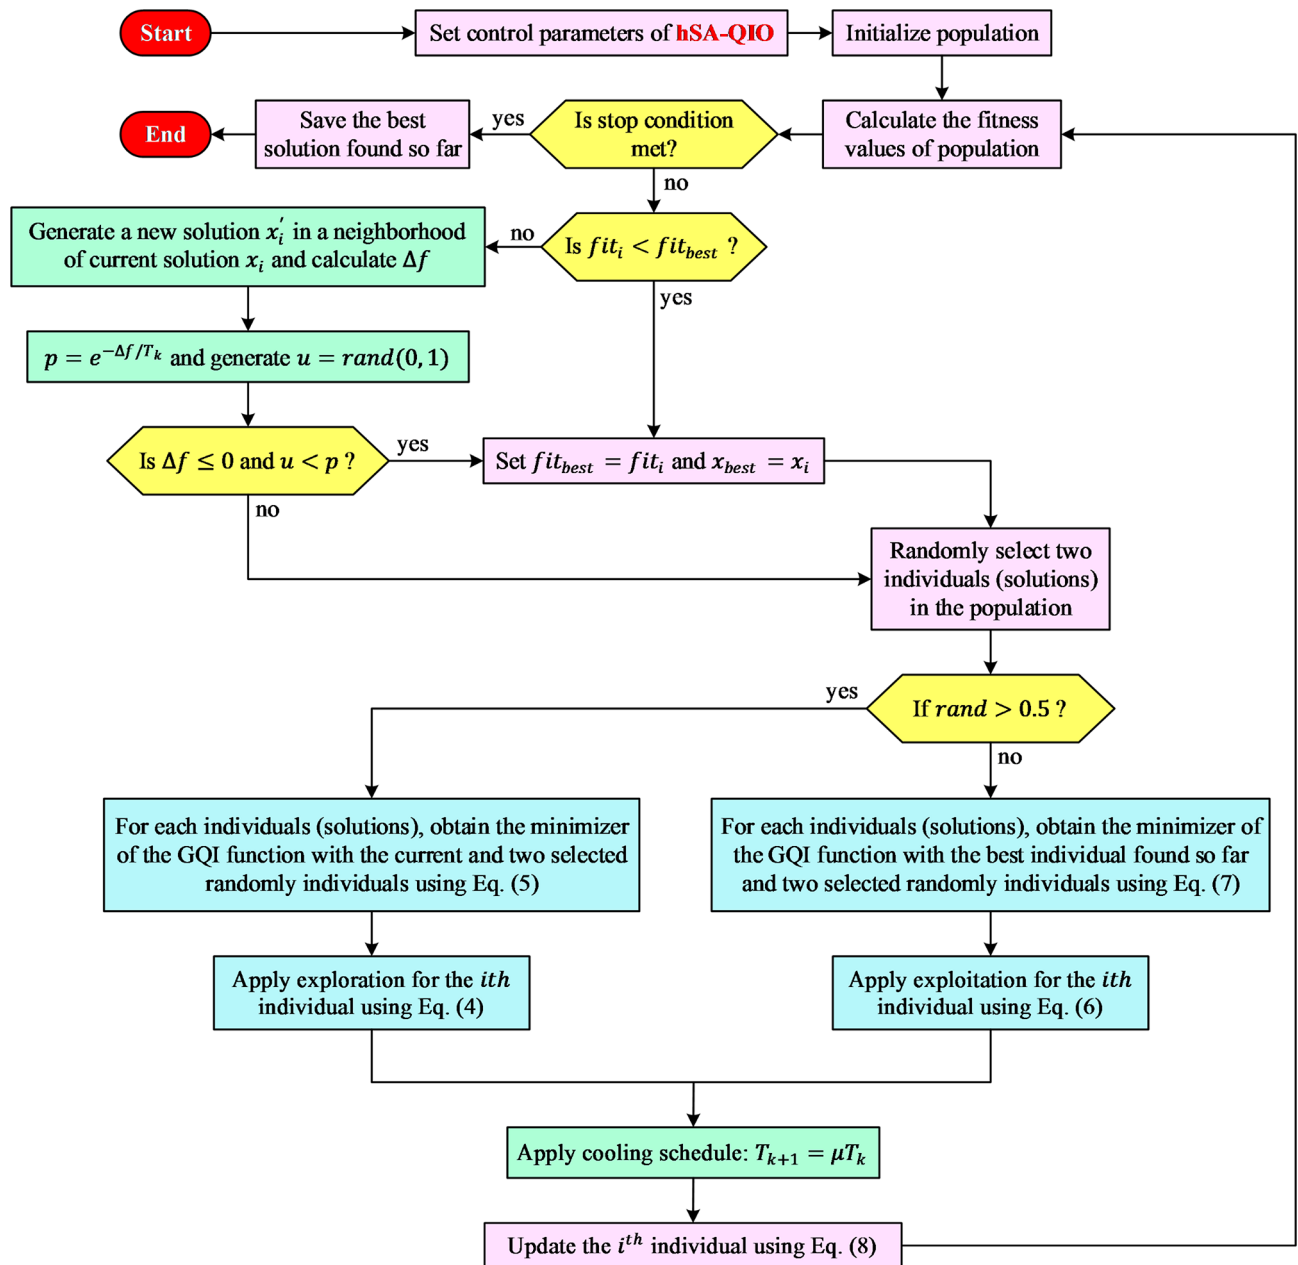 Start
Set control parameters of hSA-QIO
Initialize population
End
Save the best
solution found so far
yes
Is stop condition
met?
Calculate the fitness
values of population
no
Generate a new solution xᵢ′ in a neighborhood
of current solution xᵢ and calculate Δf
no
Is fitᵢ < fit_best ?
yes
p = e^{−Δf/T_k} and generate u = rand(0, 1)
Is Δf ≤ 0 and u < p ?
yes
Set fit_best = fitᵢ and x_best = xᵢ
no
Randomly select two
individuals (solutions)
in the population
yes
If rand > 0.5 ?
no
For each individuals (solutions), obtain the minimizer
of the GQI function with the current and two selected
randomly individuals using Eq. (5)
For each individuals (solutions), obtain the minimizer of
the GQI function with the best individual found so far
and two selected randomly individuals using Eq. (7)
Apply exploration for the ith
individual using Eq. (4)
Apply exploitation for the ith
individual using Eq. (6)
Apply cooling schedule: T_{k+1} = μT_k
Update the i^{th} individual using Eq. (8)